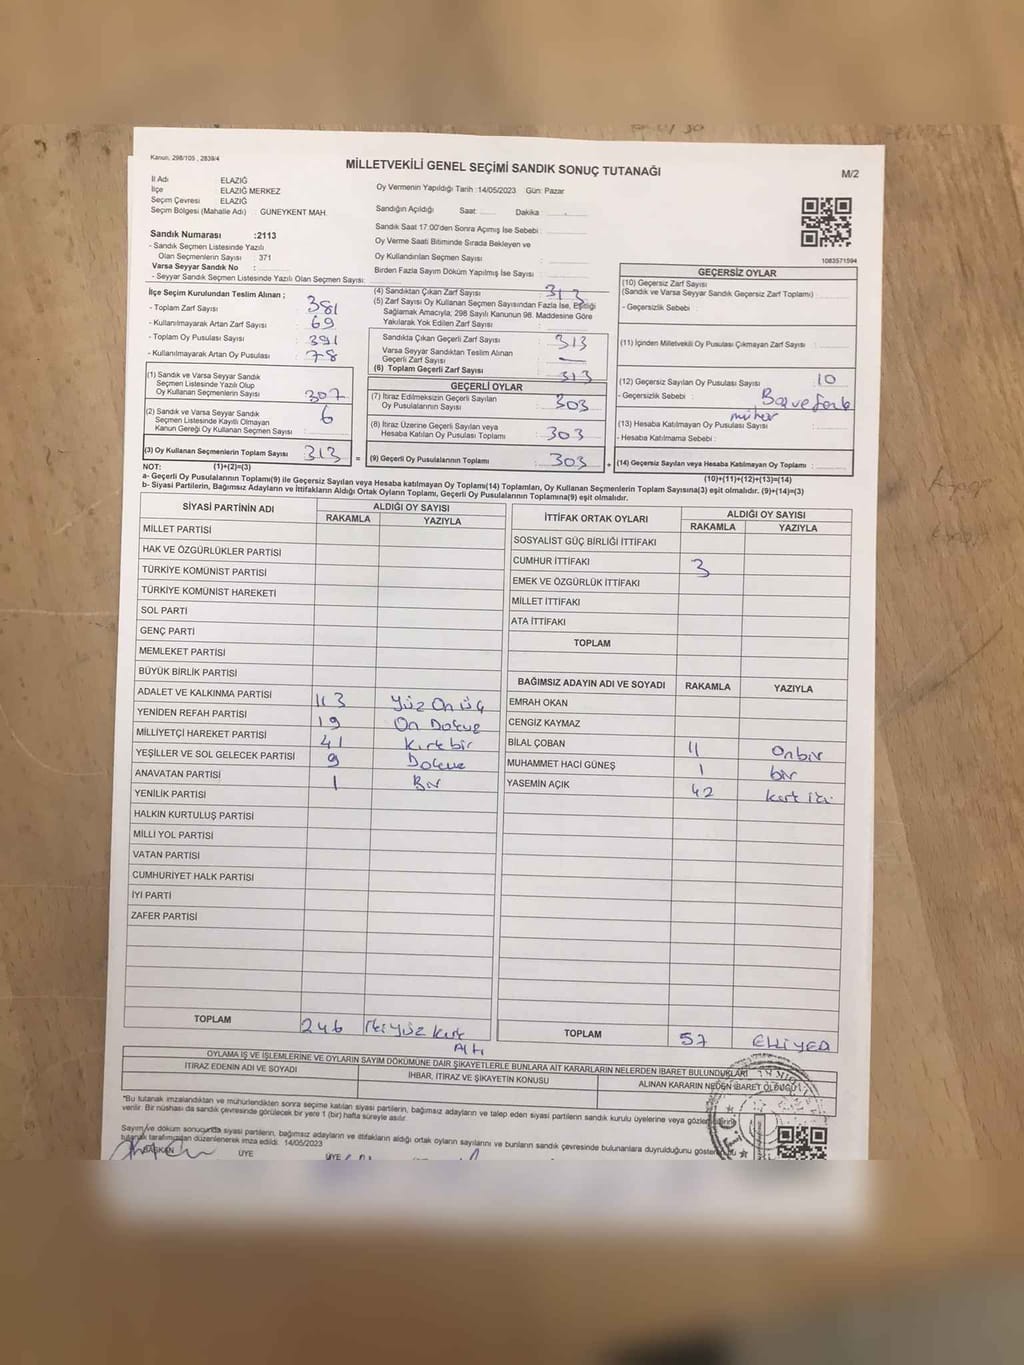 Kanun, 298/105 , 2839/4
MİLLETVEKİLİ GENEL SEÇİMİ SANDIK SONUÇ TUTANAĞI
M/2
İl Adı ELAZIĞ
İlçe ELAZIĞ MERKEZ
Seçim Çevresi ELAZIĞ
Seçim Bölgesi (Mahalle Adı) : GÜNEYKENT MAH.
Sandık Numarası :2113
- Sandık Seçmen Listesinde Yazılı
Olan Seçmenlerin Sayısı : 371
Varsa Seyyar Sandık No :
- Seyyar Sandık Seçmen Listesinde Yazılı Olan Seçmen Sayısı:
Oy Vermenin Yapıldığı Tarih :14/05/2023 Gün: Pazar
Sandığın Açıldığı Saat: Dakika
Sandık Saat 17:00'den Sonra Açımış İse Sebebi :
Oy Verme Saati Bitiminde Sırada Bekleyen ve
Oy Kullandırılan Seçmen Sayısı :
Birden Fazla Sayım Döküm Yapılmış İse Sayısı :
1083571594
İlçe Seçim Kurulundan Teslim Alınan ;
- Toplam Zarf Sayısı : 381
- Kullanılmayarak Artan Zarf Sayısı : 69
- Toplam Oy Pusulası Sayısı : 391
- Kullanılmayarak Artan Oy Pusulası : 78
(1) Sandık ve Varsa Seyyar Sandık
Seçmen Listesinde Yazılı Olup
Oy Kullanan Seçmenlerin Sayısı : 307
(2) Sandık ve Varsa Seyyar Sandık
Seçmen Listesinde Kayıtlı Olmayan
Kanun Gereği Oy Kullanan Seçmen Sayısı : 6
(3) Oy Kullanan Seçmenlerin Toplam Sayısı : 313 =
(4) Sandıktan Çıkan Zarf Sayısı : 313
(5) Zarf Sayısı Oy Kullanan Seçmen Sayısından Fazla İse, Eşitliği
Sağlamak Amacıyla, 298 Sayılı Kanunun 98. Maddesine Göre
Yakılarak Yok Edilen Zarf Sayısı :
Sandıkta Çıkan Geçerli Zarf Sayısı : 313
Varsa Seyyar Sandıktan Teslim Alınan
Geçerli Zarf Sayısı : —
(6) Toplam Geçerli Zarf Sayısı : 313
GEÇERLİ OYLAR
(7) İtiraz Edilmeksizin Geçerli Sayılan
Oy Pusulalarının Sayısı : 303
(8) İtiraz Üzerine Geçerli Sayılan veya
Hesaba Katılan Oy Pusulası Toplamı : 303
(9) Geçerli Oy Pusulalarının Toplamı : 303 +
GEÇERSİZ OYLAR
(10) Geçersiz Zarf Sayısı
(Sandık ve Varsa Seyyar Sandık Geçersiz Zarf Toplamı) :
- Geçersizlik Sebebi :
(11) İçinden Milletvekili Oy Pusulası Çıkmayan Zarf Sayısı :
(12) Geçersiz Sayılan Oy Pusulası Sayısı : 10
- Geçersizlik Sebebi : Boş ve fazla
mühür
(13) Hesaba Katılmayan Oy Pusulası Sayısı :
- Hesaba Katılmama Sebebi :
(14) Geçersiz Sayılan veya Hesaba Katılmayan Oy Toplamı :
NOT: (1)+(2)=(3)
(10)+(11)+(12)+(13)=(14)
a- Geçerli Oy Pusulalarının Toplamı(9) ile Geçersiz Sayılan veya Hesaba katılmayan Oy Toplamı(14) Toplamları, Oy Kullanan Seçmenlerin Toplam Sayısına(3) eşit olmalıdır. (9)+(14)=(3)
b- Siyasi Partilerin, Bağımsız Adayların ve İttifakların Aldığı Ortak Oyların Toplamı, Geçerli Oy Pusulalarının Toplamına(9) eşit olmalıdır.
SİYASİ PARTİNİN ADI ALDIĞI OY SAYISI
RAKAMLA YAZIYLA
MİLLET PARTİSİ
HAK VE ÖZGÜRLÜKLER PARTİSİ
TÜRKİYE KOMÜNİST PARTİSİ
TÜRKİYE KOMÜNİST HAREKETİ
SOL PARTİ
GENÇ PARTİ
MEMLEKET PARTİSİ
BÜYÜK BİRLİK PARTİSİ
ADALET VE KALKINMA PARTİSİ 113 Yüz On üç
YENİDEN REFAH PARTİSİ 19 On Dokuz
MİLLİYETÇİ HAREKET PARTİSİ 41 Kırk bir
YEŞİLLER VE SOL GELECEK PARTİSİ 9 Dokuz
ANAVATAN PARTİSİ 1 Bir
YENİLİK PARTİSİ
HALKIN KURTULUŞ PARTİSİ
MİLLİ YOL PARTİSİ
VATAN PARTİSİ
CUMHURİYET HALK PARTİSİ
İYİ PARTİ
ZAFER PARTİSİ
TOPLAM 246 İkiyüz kırk
Altı
İTTİFAK ORTAK OYLARI ALDIĞI OY SAYISI
RAKAMLA YAZIYLA
SOSYALİST GÜÇ BİRLİĞİ İTTİFAKI
CUMHUR İTTİFAKI 3
EMEK VE ÖZGÜRLÜK İTTİFAKI
MİLLET İTTİFAKI
ATA İTTİFAKI
TOPLAM
BAĞIMSIZ ADAYIN ADI VE SOYADI RAKAMLA YAZIYLA
EMRAH OKAN
CENGİZ KAYMAZ
BİLAL ÇOBAN 11 Onbir
MUHAMMET HACI GÜNEŞ 1 bir
YASEMİN AÇIK 42 kırk iki
TOPLAM 57 ELLİYEDİ
OYLAMA İŞ VE İŞLEMLERİNE VE OYLARIN SAYIM DÖKÜMÜNE DAİR ŞİKAYETLERLE BUNLARA AİT KARARLARIN NELERDEN İBARET BULUNDUKLARI
İTİRAZ EDENİN ADI VE SOYADI İHBAR, İTİRAZ VE ŞİKAYETİN KONUSU ALINAN KARARIN NEDEN İBARET OLDUĞU
*Bu tutanak imzalandıktan ve mühürlendikten sonra seçime katılan siyasi partilerin, bağımsız adayların ve talep eden siyasi partilerin sandık kurulu üyelerine veya gözlemcilerine
verilir. Bir nüshası da sandık çevresinde görülecek bir yere 1 (bir) hafta süreyle asılır.
Sayım ve döküm sonucunda siyasi partilerin, bağımsız adayların ve ittifakların aldığı ortak oyların sayılarını ve bunların sandık çevresinde bulunanlara duyrulduğunu gösteren bu
tutanak tarafımızdan düzenlenerek imza edildi. 14/05/2023
BAŞKAN ÜYE ÜYE